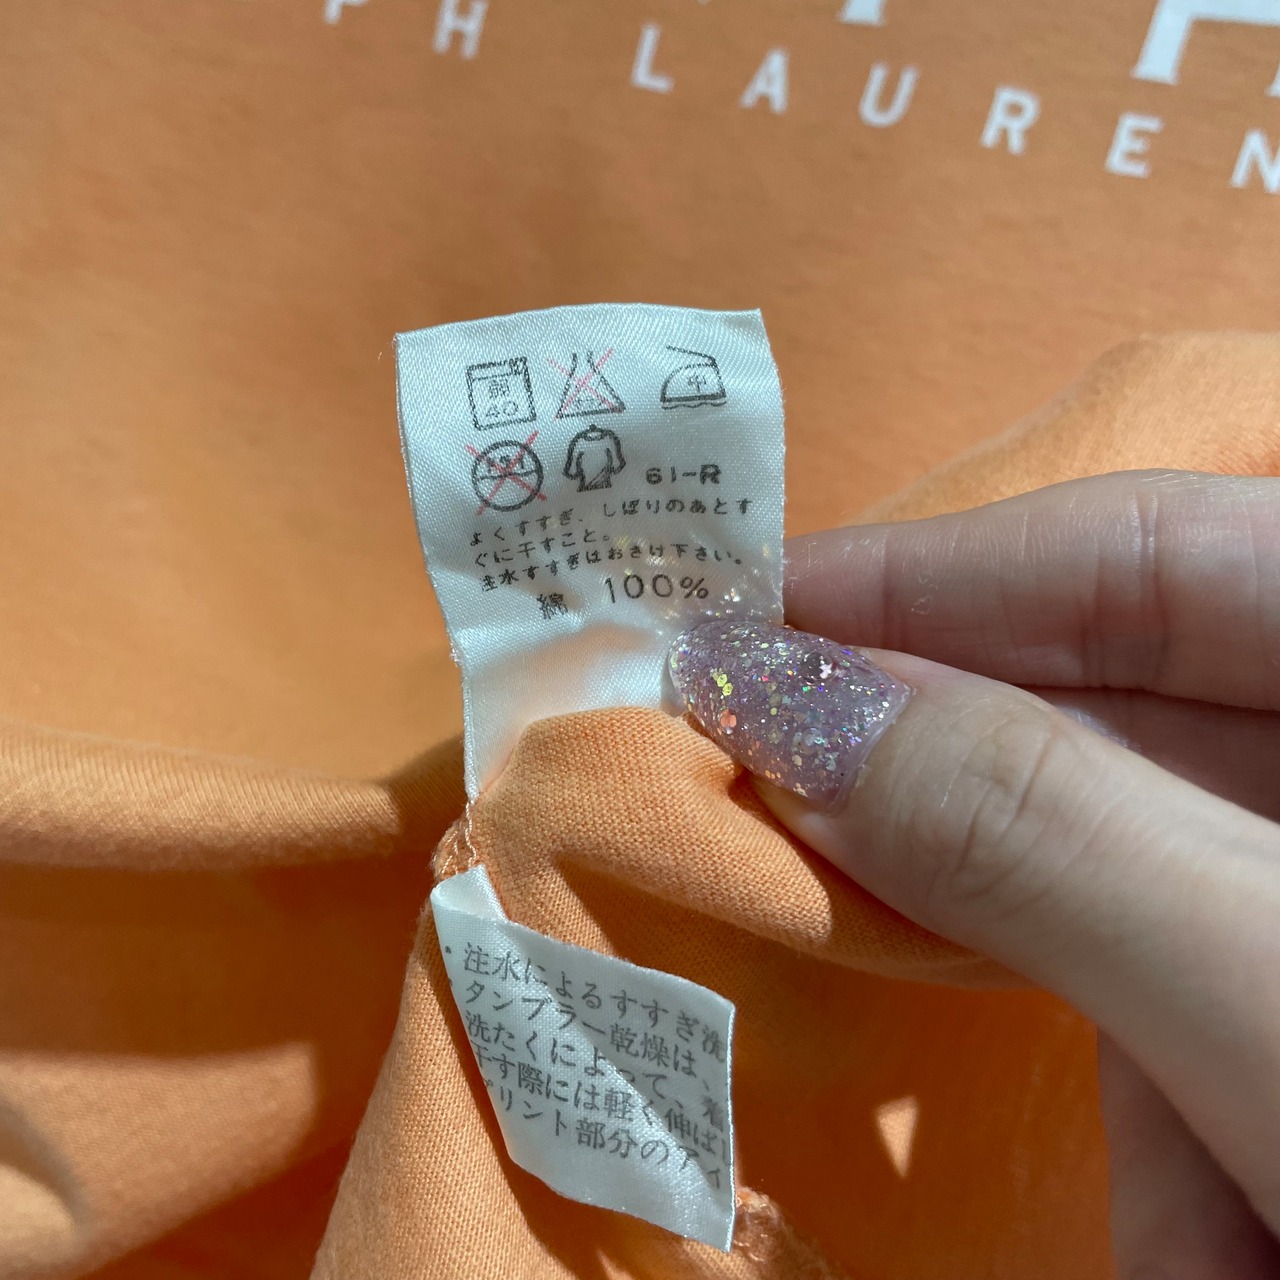 PH LAUREN
弱
40
中
61-R
よくすすぎ、しぼりのあとす
ぐに干すこと。
注水すすぎはおさけ下さい。
綿 100%
・注水によるすすぎ洗
タンブラー乾燥は、
洗たくによって、着
干す際には軽く伸ばし
プリント部分のアイ